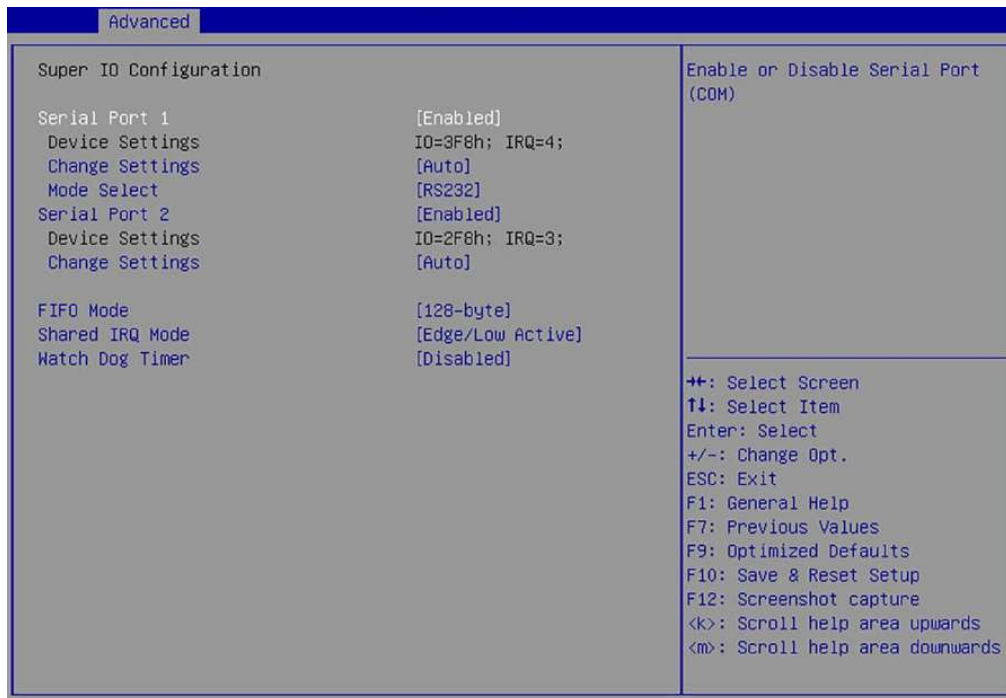 Advanced
Super IO Configuration
Serial Port 1 [Enabled]
Device Settings IO=3F8h; IRQ=4;
Change Settings [Auto]
Mode Select [RS232]
Serial Port 2 [Enabled]
Device Settings IO=2F8h; IRQ=3;
Change Settings [Auto]
FIFO Mode [128-byte]
Shared IRQ Mode [Edge/Low Active]
Watch Dog Timer [Disabled]
Enable or Disable Serial Port
(COM)
→←: Select Screen
↑↓: Select Item
Enter: Select
+/-: Change Opt.
ESC: Exit
F1: General Help
F7: Previous Values
F9: Optimized Defaults
F10: Save & Reset Setup
F12: Screenshot capture
<k>: Scroll help area upwards
<m>: Scroll help area downwards